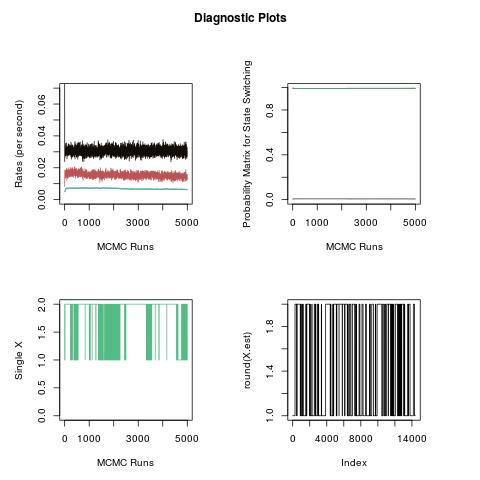 Diagnostic Plots
Rates (per second)
0.00 0.02 0.04 0.06
0 1000 3000 5000
MCMC Runs
Probability Matrix for State Switching
0.0 0.4 0.8
0 1000 3000 5000
MCMC Runs
Single X
0.0 0.5 1.0 1.5 2.0
0 1000 3000 5000
MCMC Runs
round(X.est)
1.0 1.4 1.8
0 4000 8000 14000
Index